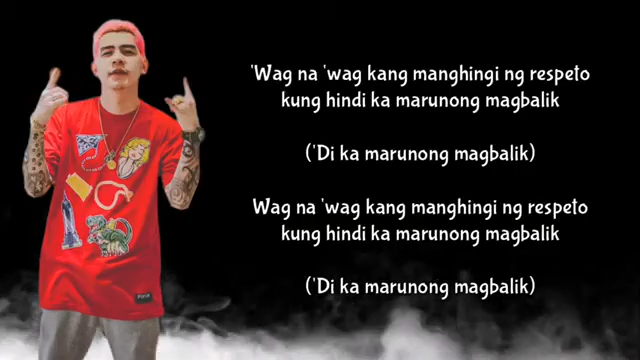 'Wag na 'wag kang manghingi ng respeto
kung hindi ka marunong magbalik
('Di ka marunong magbalik)
Wag na 'wag kang manghingi ng respeto
kung hindi ka marunong magbalik
('Di ka marunong magbalik)